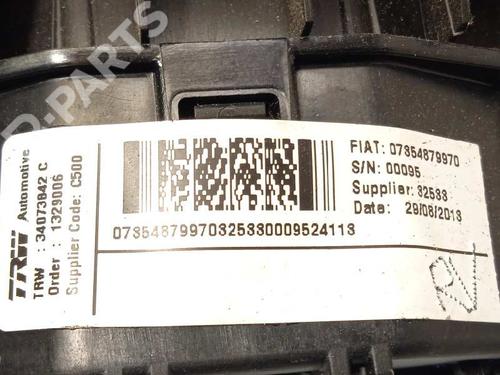 TRW Automotive
TRW : 34073842 C
Order : 1329006
Supplier Code: C500
FIAT: 07354879970
S/N: 00095
Supplier: 32533
Date: 29/08/2013
07354879970325330009524113